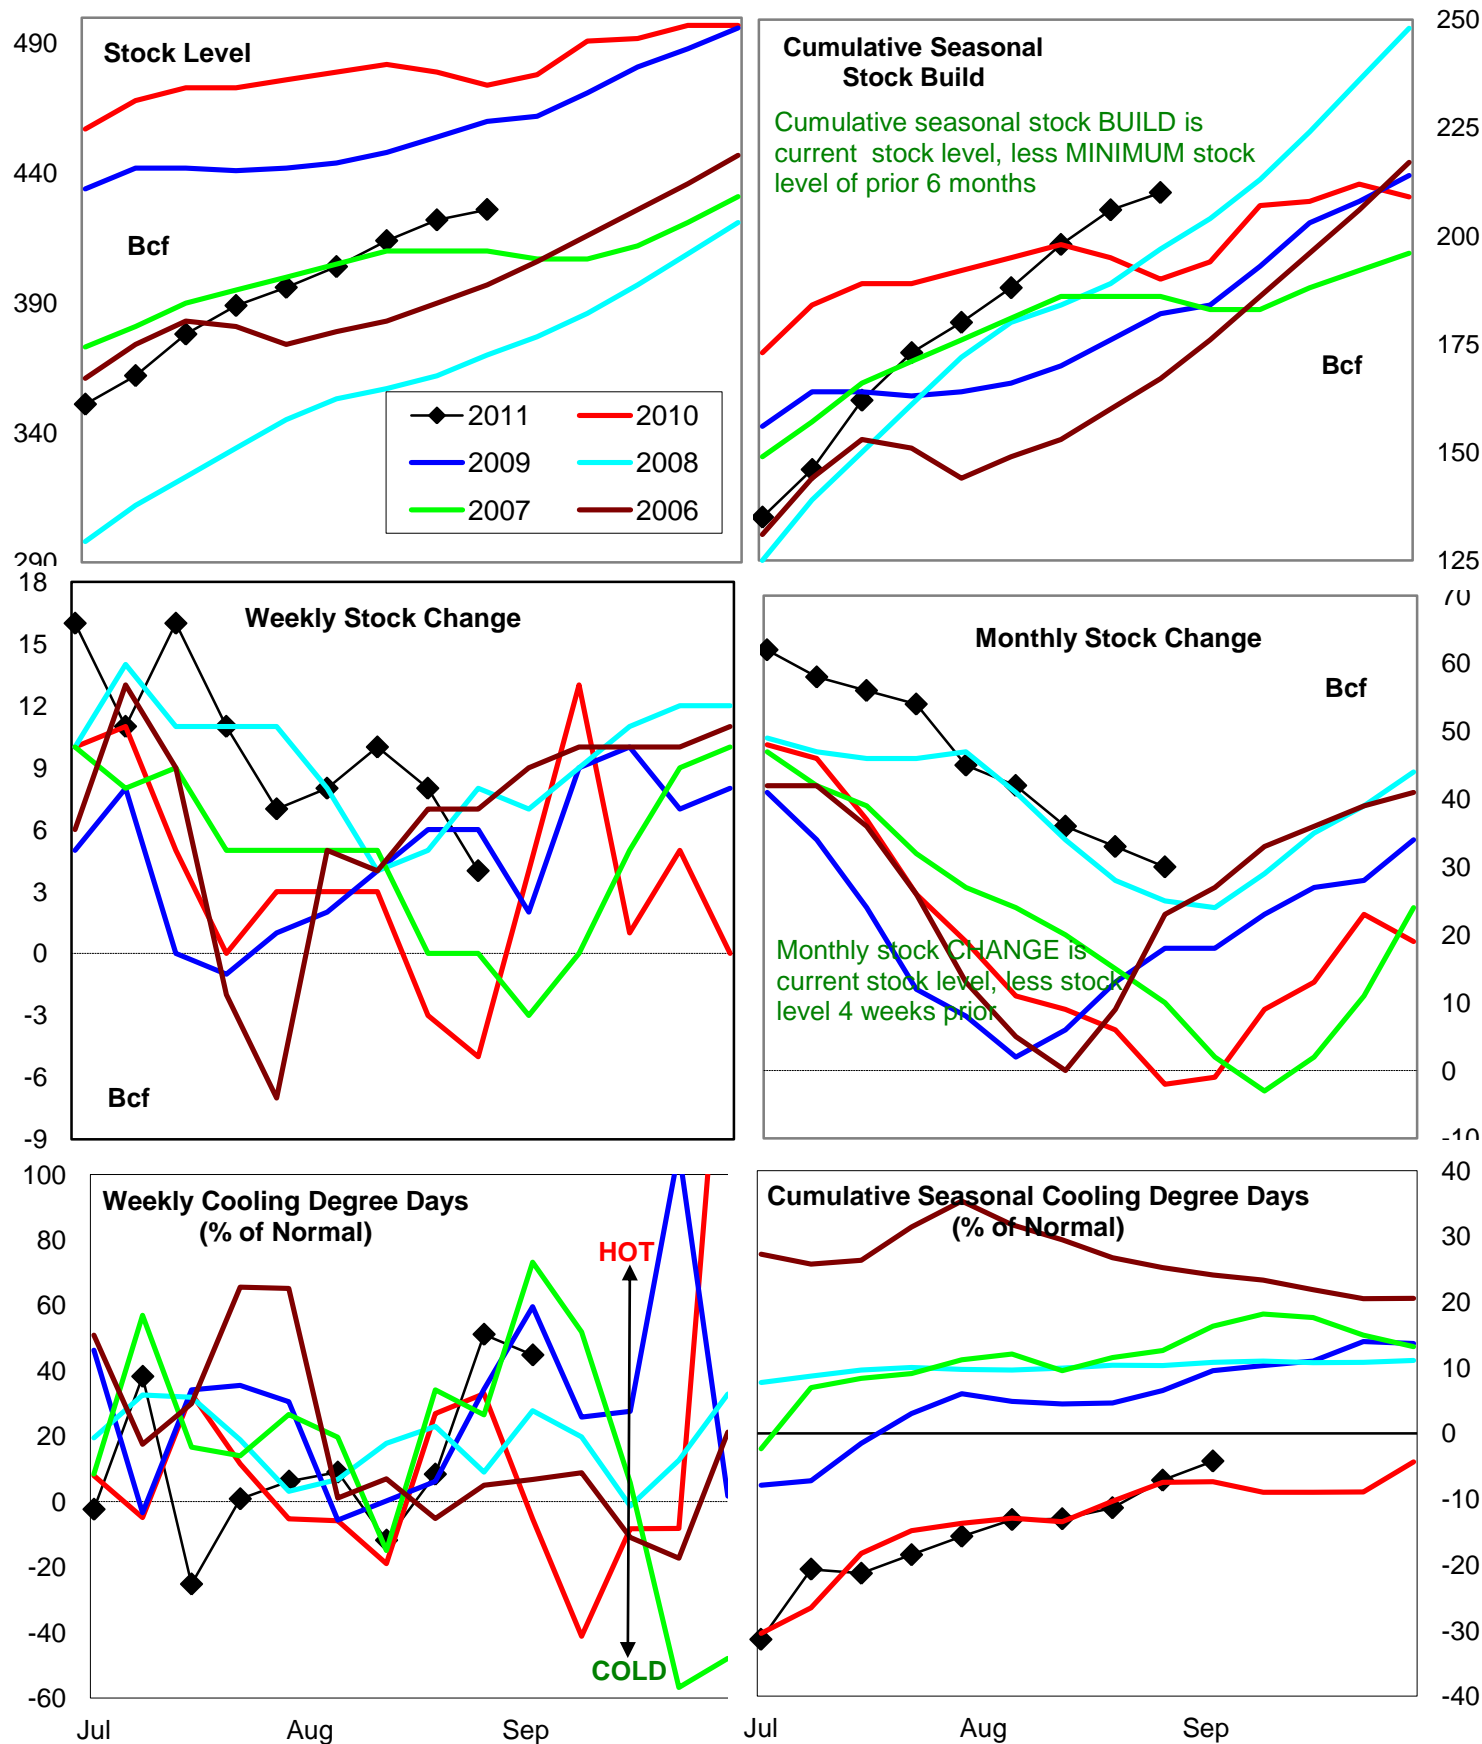 Stock Level
490
440
390
340
290
Bcf
2011
2010
2009
2008
2007
2006
Cumulative Seasonal
Stock Build
Cumulative seasonal stock BUILD is
current stock level, less MINIMUM stock
level of prior 6 months
Bcf
250
225
200
175
150
125
Weekly Stock Change
18
15
12
9
6
3
0
-3
-6
-9
Bcf
Monthly Stock Change
Bcf
Monthly stock CHANGE is
current stock level, less stock
level 4 weeks prior
70
60
50
40
30
20
10
0
-10
Weekly Cooling Degree Days
(% of Normal)
100
80
60
40
20
0
-20
-40
-60
HOT
COLD
Jul
Aug
Sep
Cumulative Seasonal Cooling Degree Days
(% of Normal)
40
30
20
10
0
-10
-20
-30
-40
Jul
Aug
Sep